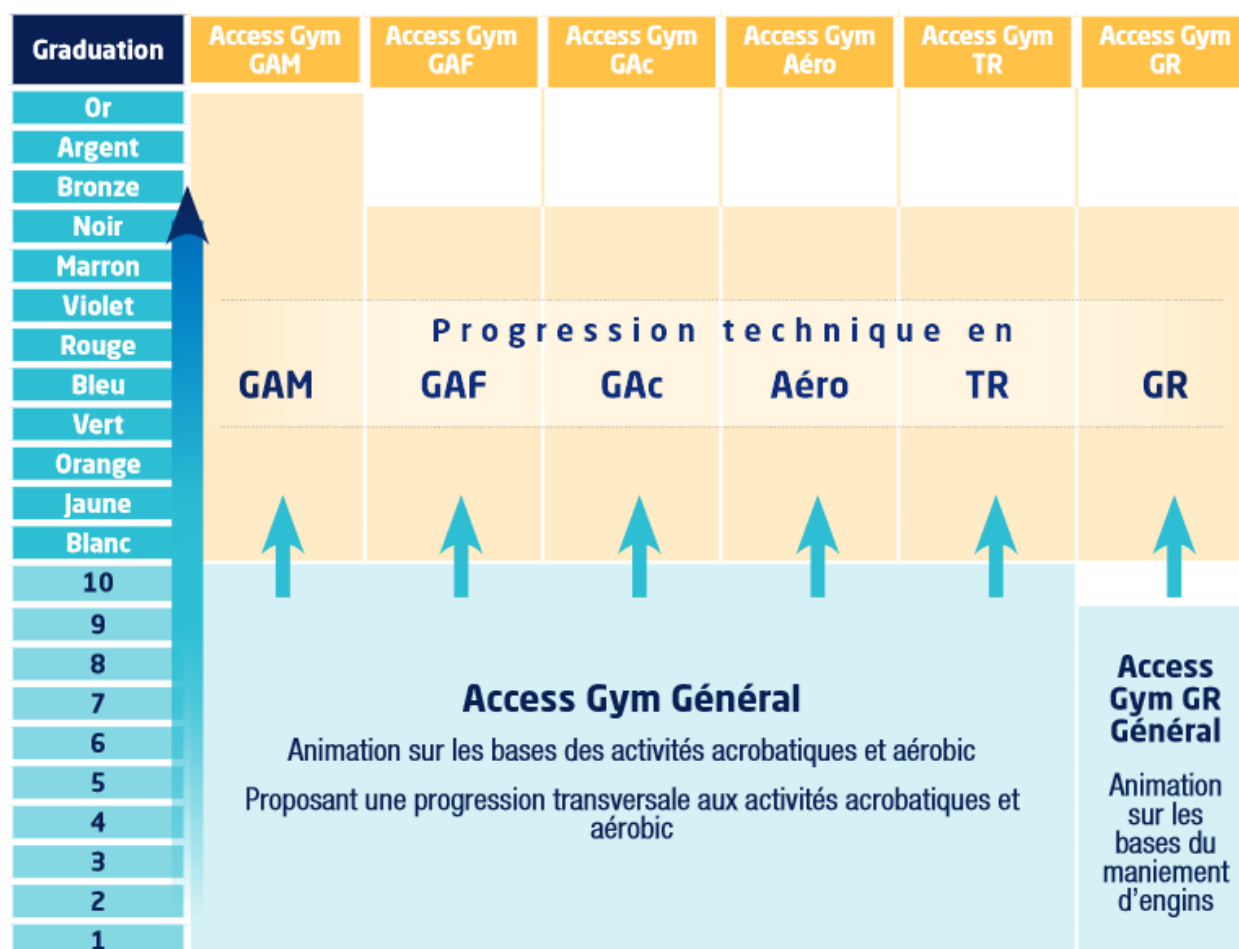 Graduation
Access Gym
GAM
Access Gym
GAF
Access Gym
GAc
Access Gym
Aéro
Access Gym
TR
Access Gym
GR
Or
Argent
Bronze
Noir
Marron
Violet
Rouge
Bleu
Vert
Orange
Jaune
Blanc
10
9
8
7
6
5
4
3
2
1
Progression technique en
GAM
GAF
GAc
Aéro
TR
GR
Access Gym Général
Animation sur les bases des activités acrobatiques et aérobic
Proposant une progression transversale aux activités acrobatiques et
aérobic
Access
Gym GR
Général
Animation
sur les
bases du
maniement
d'engins